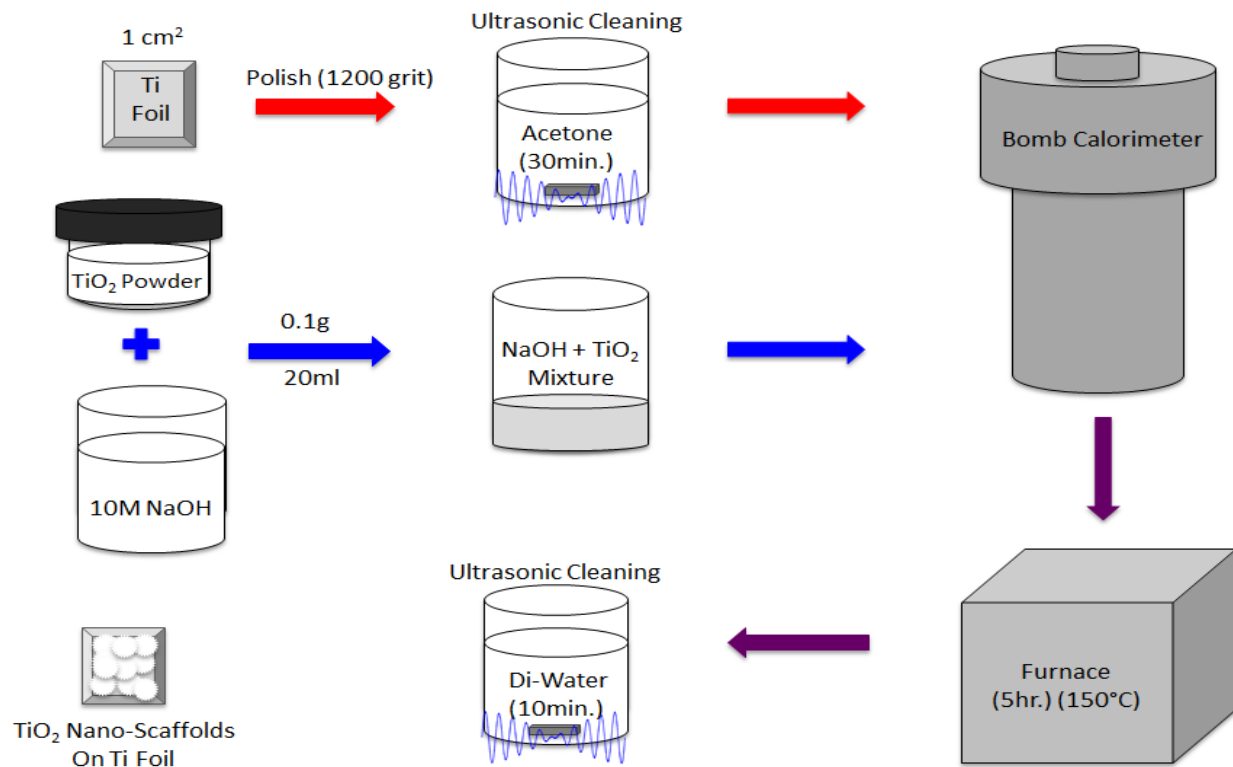 1 cm²
Ti
Foil
Polish (1200 grit)
Ultrasonic Cleaning
Acetone
(30min.)
Bomb Calorimeter
TiO₂ Powder
10M NaOH
0.1g
20ml
NaOH + TiO₂
Mixture
Furnace
(5hr.) (150°C)
Ultrasonic Cleaning
Di-Water
(10min.)
TiO₂ Nano-Scaffolds
On Ti Foil